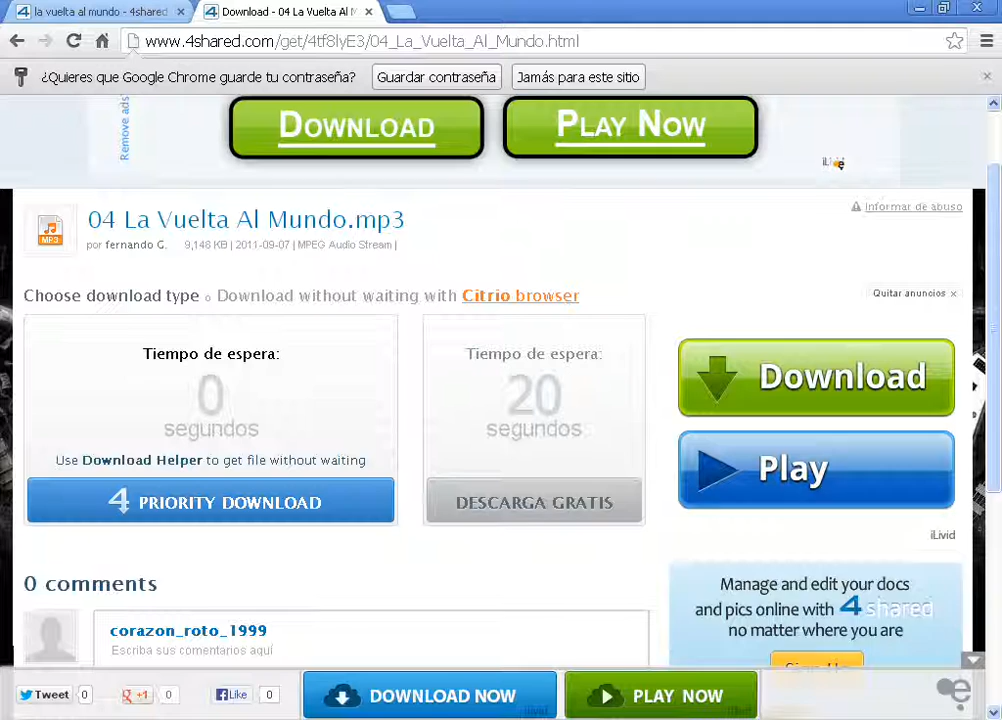 la vuelta al mundo - 4shared
Download - 04 La Vuelta Al M
www.4shared.com/get/4tf8lyE3/04_La_Vuelta_Al_Mundo.html
¿Quieres que Google Chrome guarde tu contraseña? Guardar contraseña Jamás para este sitio
Remove ads
DOWNLOAD PLAY NOW
04 La Vuelta Al Mundo.mp3
Informar de abuso
por fernando G. 9,148 KB | 2011-09-07 | MPEG Audio Stream |
Choose download type o Download without waiting with Citrio browser
Quitar anuncios x
Tiempo de espera:
0
segundos
Use Download Helper to get file without waiting
4 PRIORITY DOWNLOAD
Tiempo de espera:
20
segundos
DESCARGA GRATIS
Download
Play
iLivid
0 comments
corazon_roto_1999
Escriba sus comentarios aquí
Manage and edit your docs
and pics online with 4 shared
no matter where you are
Tweet 0 +1 0 Like 0 DOWNLOAD NOW PLAY NOW